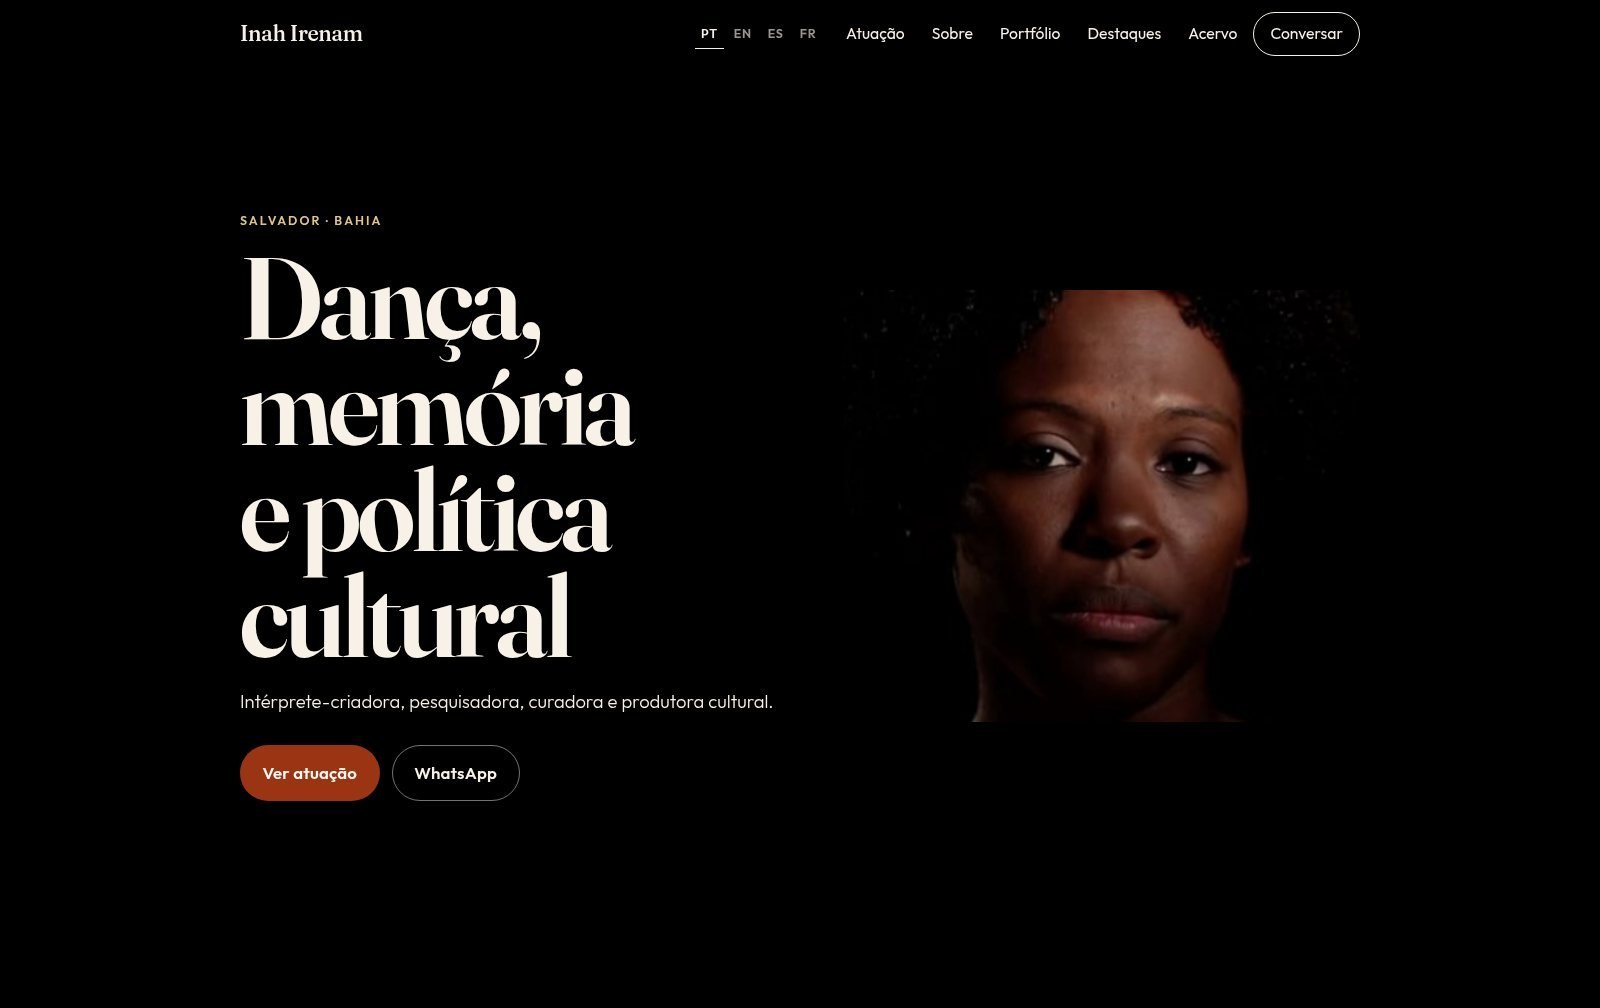 Inah Irenam
PT EN ES FR Atuação Sobre Portfólio Destaques Acervo Conversar
SALVADOR · BAHIA
Dança,
memória
e política
cultural
Intérprete-criadora, pesquisadora, curadora e produtora cultural.
Ver atuação WhatsApp